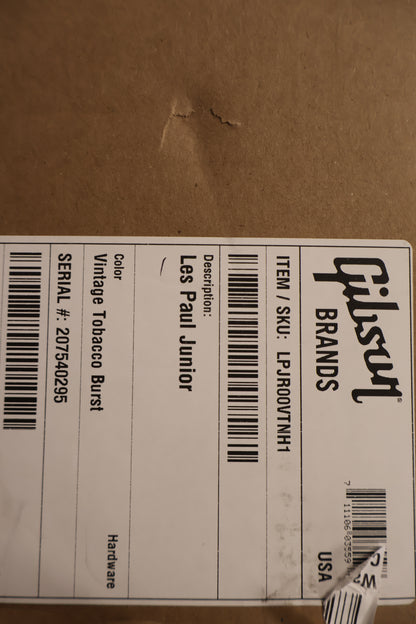 Gibson®
BRANDS
USA
ITEM / SKU: LPJR00VTNH1
Description:
Les Paul Junior
Color
Vintage Tobacco Burst
Hardware
SERIAL #: 207540295